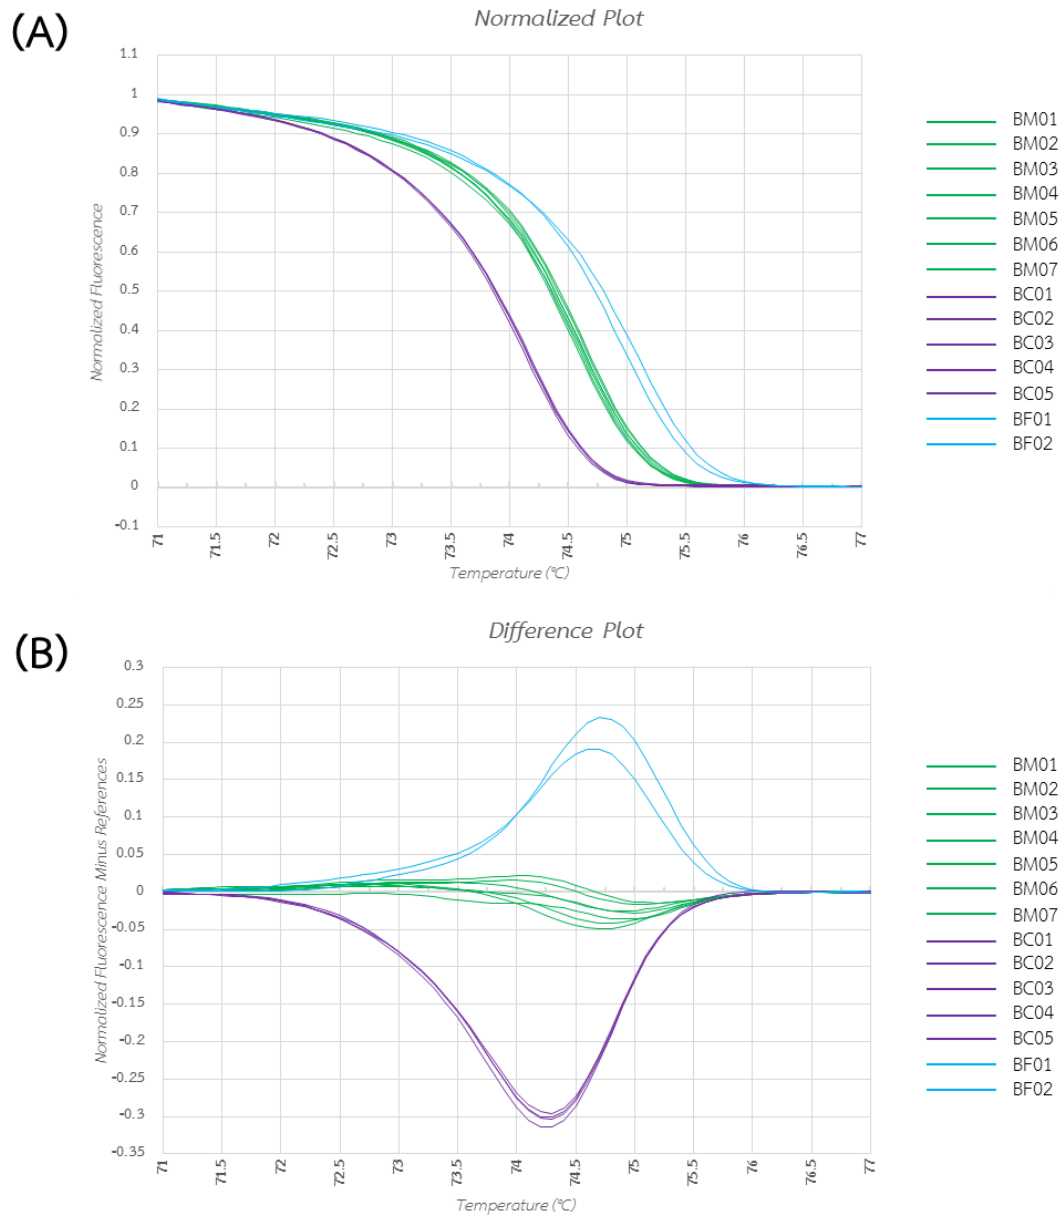 (A)
Normalized Plot
Normalized Fluorescence
1.1
1
0.9
0.8
0.7
0.6
0.5
0.4
0.3
0.2
0.1
0
-0.1
71
71.5
72
72.5
73
73.5
74
74.5
75
75.5
76
76.5
77
Temperature (°C)
BM01
BM02
BM03
BM04
BM05
BM06
BM07
BC01
BC02
BC03
BC04
BC05
BF01
BF02
(B)
Difference Plot
Normalized Fluorescence Minus References
0.3
0.25
0.2
0.15
0.1
0.05
0
-0.05
-0.1
-0.15
-0.2
-0.25
-0.3
-0.35
71
71.5
72
72.5
73
73.5
74
74.5
75
75.5
76
76.5
77
Temperature (°C)
BM01
BM02
BM03
BM04
BM05
BM06
BM07
BC01
BC02
BC03
BC04
BC05
BF01
BF02